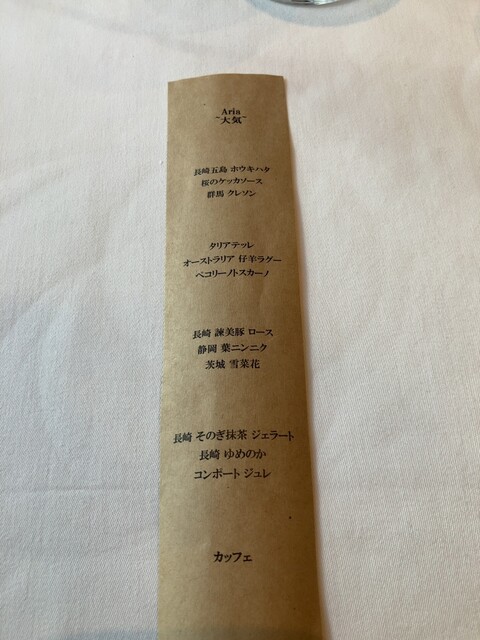 Aria
~大気~
長崎五島 ホウキハタ
桜のケッカソース
群馬 クレソン
タリアテッレ
オーストラリア 仔羊ラグー
ペコリーノトスカーノ
長崎 諫美豚 ロース
静岡 葉ニンニク
茨城 雪菜花
長崎 そのぎ抹茶 ジェラート
長崎 ゆめのか
コンポート ジュレ
カッフェ